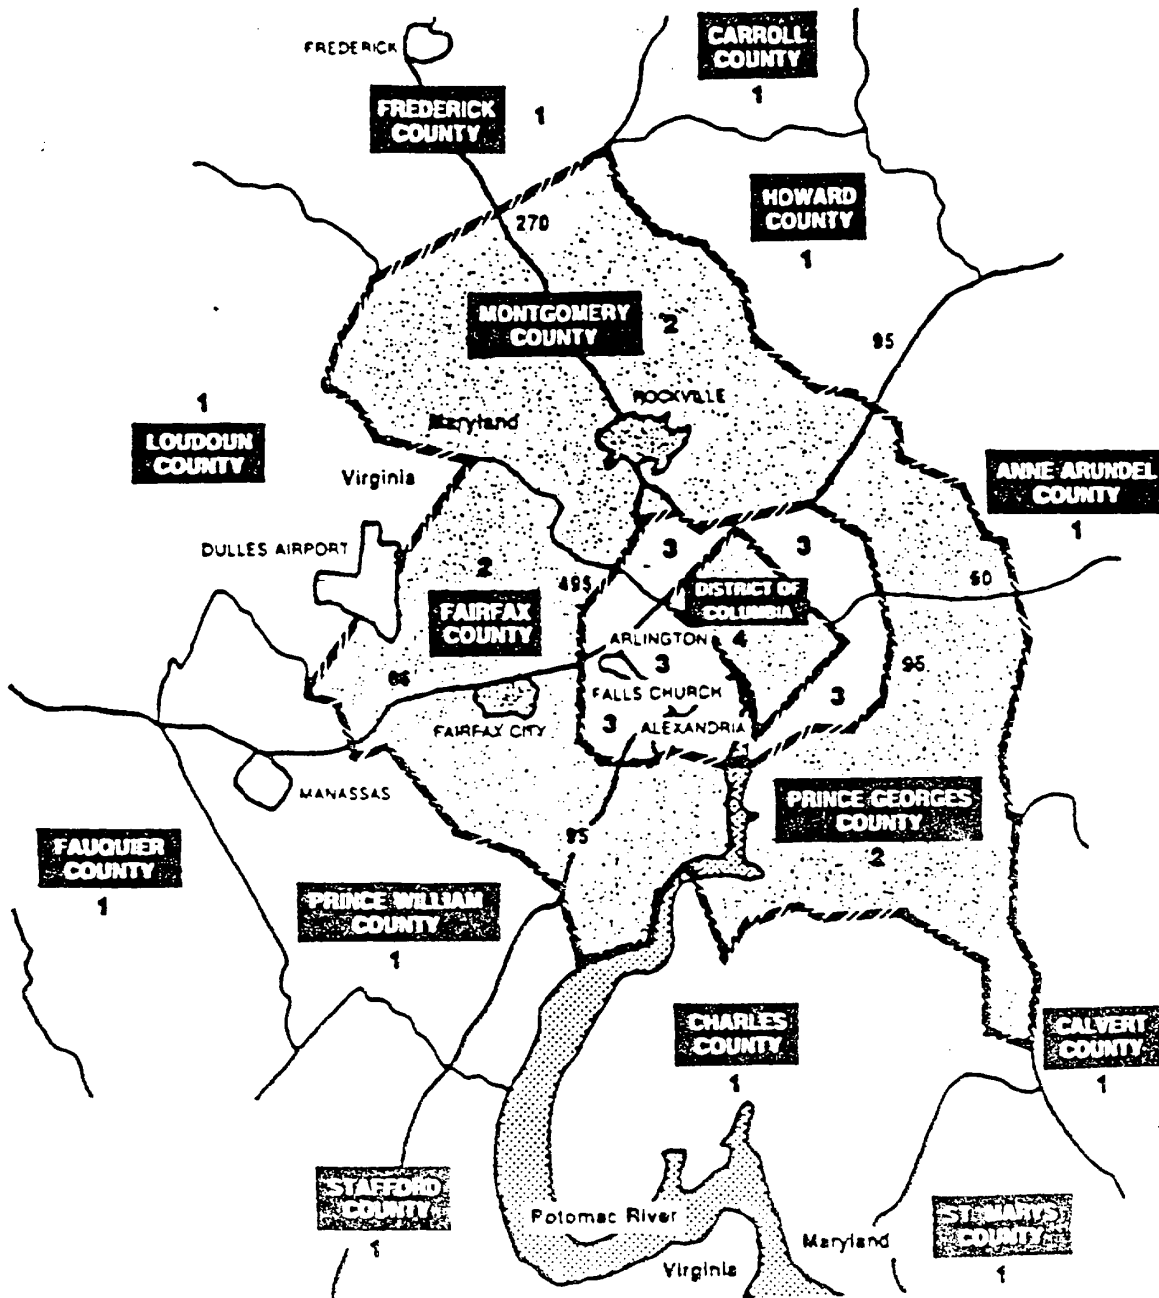 FREDERICK
CARROLL
COUNTY
1
FREDERICK
COUNTY
1
HOWARD
COUNTY
1
270
MONTGOMERY
COUNTY
2
95
ROCKVILLE
Maryland
1
LOUDOUN
COUNTY
Virginia
ANNE ARUNDEL
COUNTY
1
DULLES AIRPORT
3
3
2
495
50
DISTRICT OF
COLUMBIA
4
FAIRFAX
COUNTY
ARLINGTON
3
95
66
FALLS CHURCH
3
3
ALEXANDRIA
FAIRFAX CITY
MANASSAS
PRINCE GEORGES
COUNTY
2
95
FAUQUIER
COUNTY
1
PRINCE WILLIAM
COUNTY
1
CHARLES
COUNTY
1
CALVERT
COUNTY
1
STAFFORD
COUNTY
1
Potomac River
Maryland
Virginia
ST. MARYS
COUNTY
1